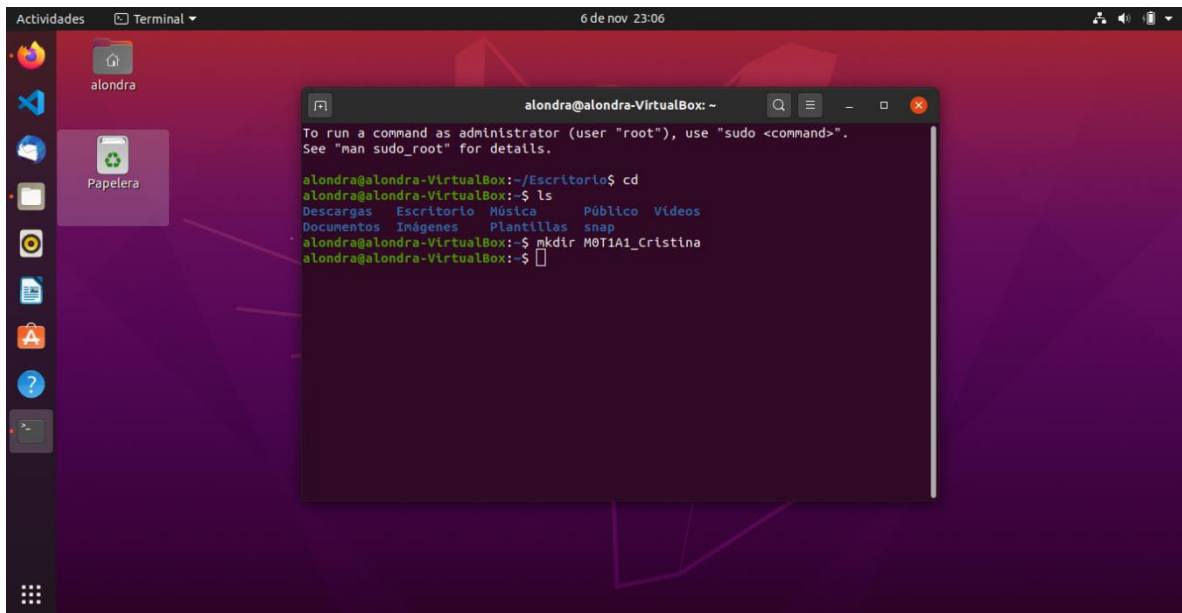 Actividades Terminal 6 de nov 23:06
alondra
Papelera
alondra@alondra-VirtualBox: ~
To run a command as administrator (user "root"), use "sudo <command>".
See "man sudo_root" for details.
alondra@alondra-VirtualBox:~/Escritorio$ cd
alondra@alondra-VirtualBox:~$ ls
Descargas Escritorio Música Público Vídeos
Documentos Imágenes Plantillas snap
alondra@alondra-VirtualBox:~$ mkdir M0T1A1_Cristina
alondra@alondra-VirtualBox:~$